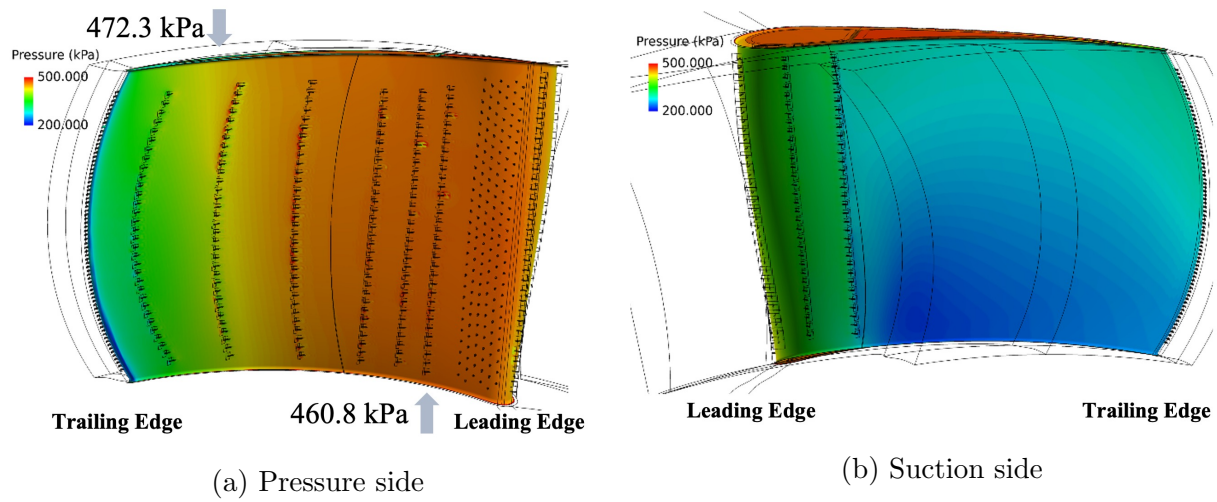 472.3 kPa
Pressure (kPa)
500.000
200.000
460.8 kPa
Trailing Edge
Leading Edge
(a) Pressure side
Pressure (kPa)
500.000
200.000
Leading Edge
Trailing Edge
(b) Suction side